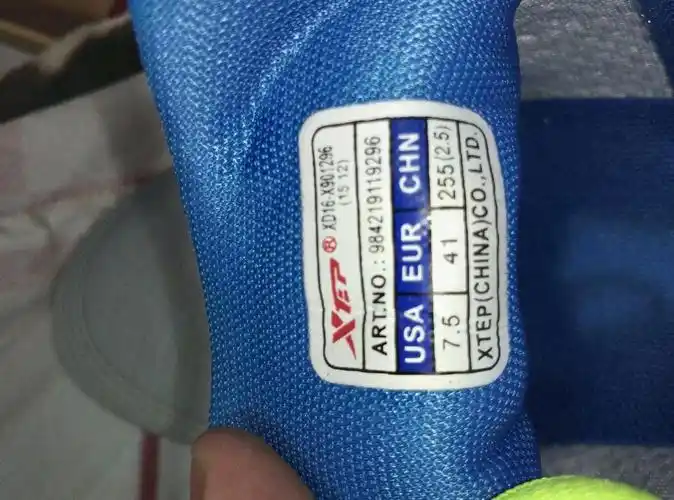 XTEP ® XD16-X901296
(15 12)
ART.NO.: 984219119296
USA EUR CHN
7.5 41 255(2.5)
XTEP(CHINA)CO.,LTD.